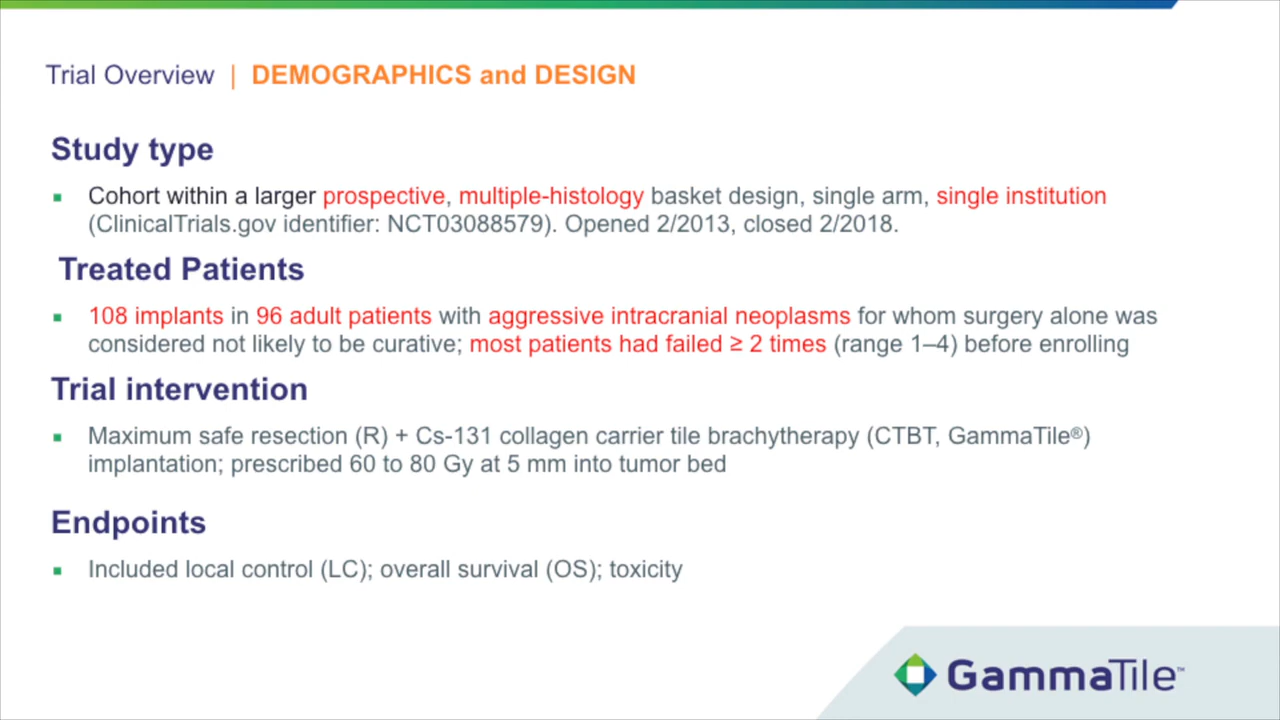 Trial Overview | DEMOGRAPHICS and DESIGN
Study type
▪ Cohort within a larger prospective, multiple-histology basket design, single arm, single institution
(ClinicalTrials.gov identifier: NCT03088579). Opened 2/2013, closed 2/2018.
Treated Patients
▪ 108 implants in 96 adult patients with aggressive intracranial neoplasms for whom surgery alone was
considered not likely to be curative; most patients had failed ≥ 2 times (range 1–4) before enrolling
Trial intervention
▪ Maximum safe resection (R) + Cs-131 collagen carrier tile brachytherapy (CTBT, GammaTile®)
implantation; prescribed 60 to 80 Gy at 5 mm into tumor bed
Endpoints
▪ Included local control (LC); overall survival (OS); toxicity
GammaTile™